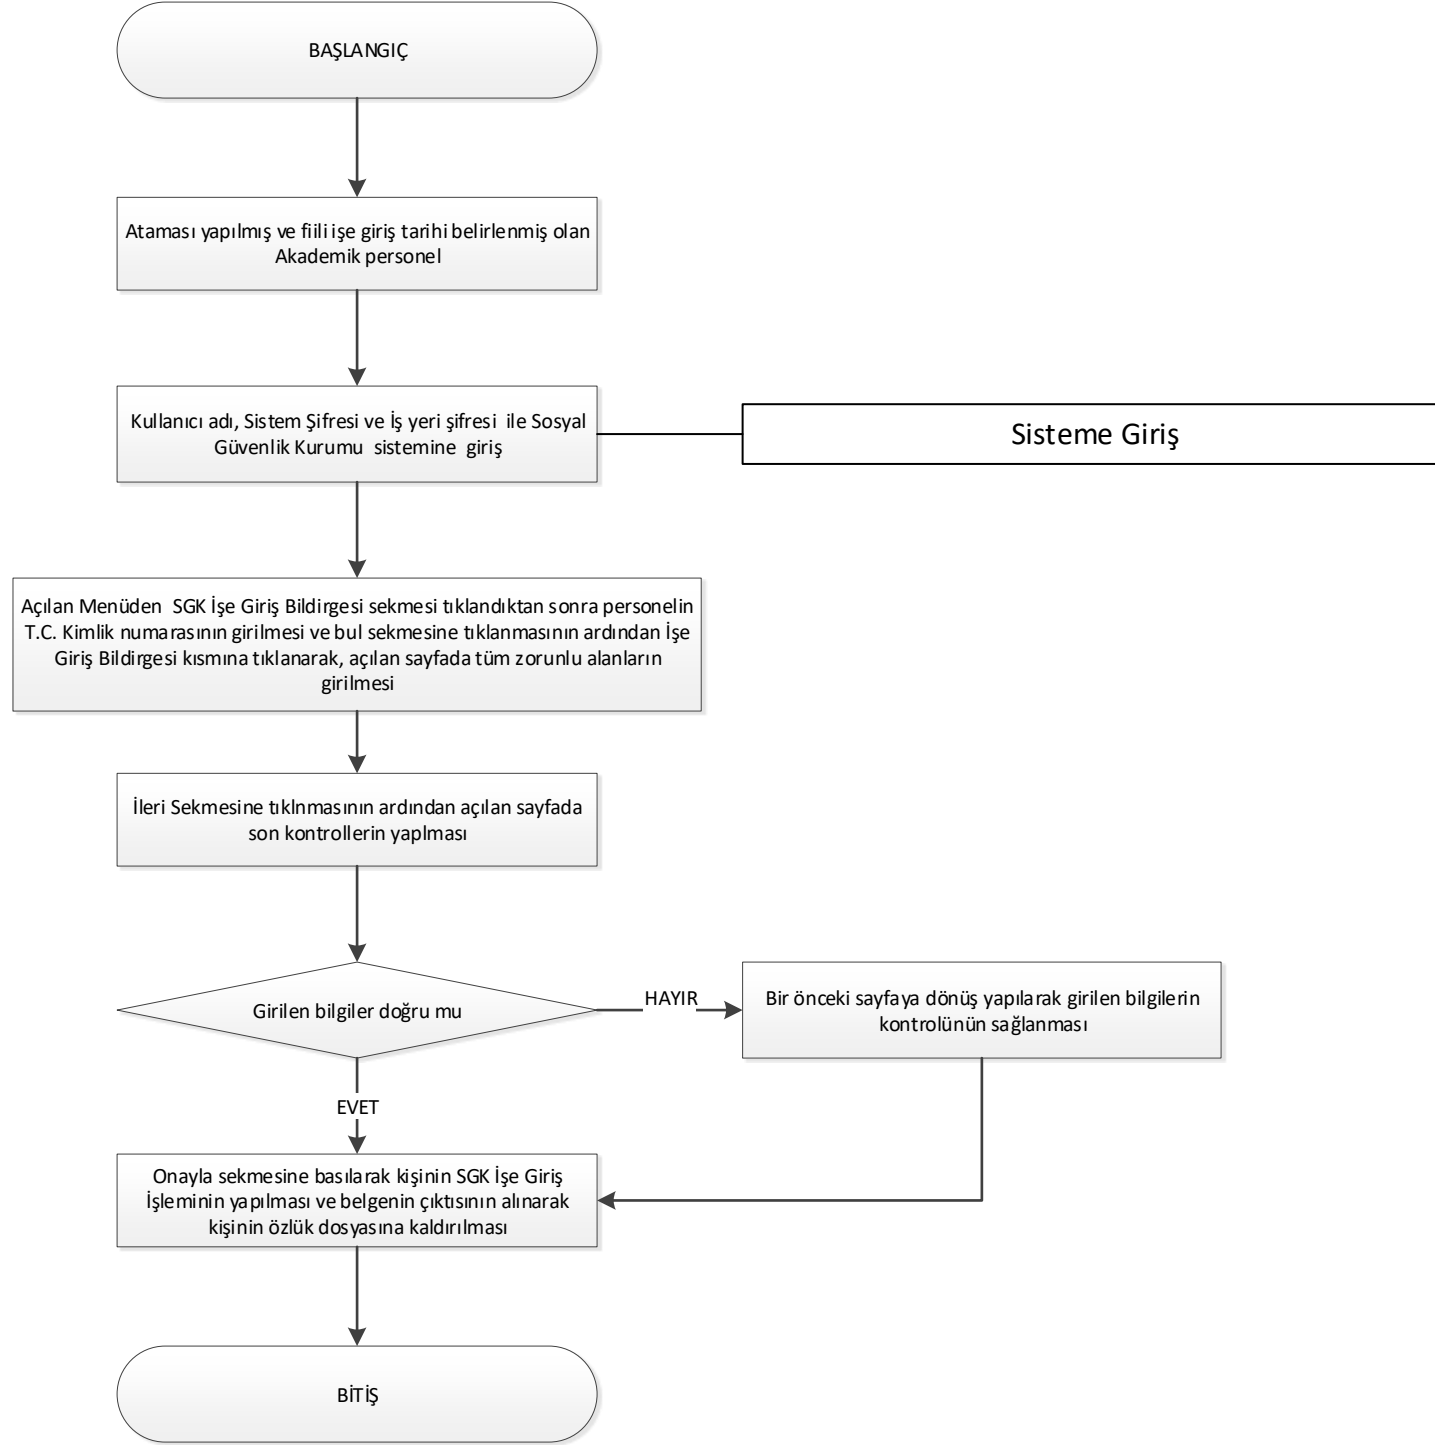 BAŞLANGIÇ
Ataması yapılmış ve fiili işe giriş tarihi belirlenmiş olan
Akademik personel
Kullanıcı adı, Sistem Şifresi ve İş yeri şifresi  ile Sosyal
Güvenlik Kurumu  sistemine  giriş
Sisteme Giriş
Açılan Menüden  SGK İşe Giriş Bildirgesi sekmesi tıklandıktan sonra personelin
T.C. Kimlik numarasının girilmesi ve bul sekmesine tıklanmasının ardından İşe
Giriş Bildirgesi kısmına tıklanarak, açılan sayfada tüm zorunlu alanların
girilmesi
İleri Sekmesine tıklnmasının ardından açılan sayfada
son kontrollerin yaplması
Girilen bilgiler doğru mu
HAYIR
Bir önceki sayfaya dönüş yapılarak girilen bilgilerin
kontrolünün sağlanması
EVET
Onayla sekmesine basılarak kişinin SGK İşe Giriş
İşleminin yapılması ve belgenin çıktısının alınarak
kişinin özlük dosyasına kaldırılması
BİTİŞ